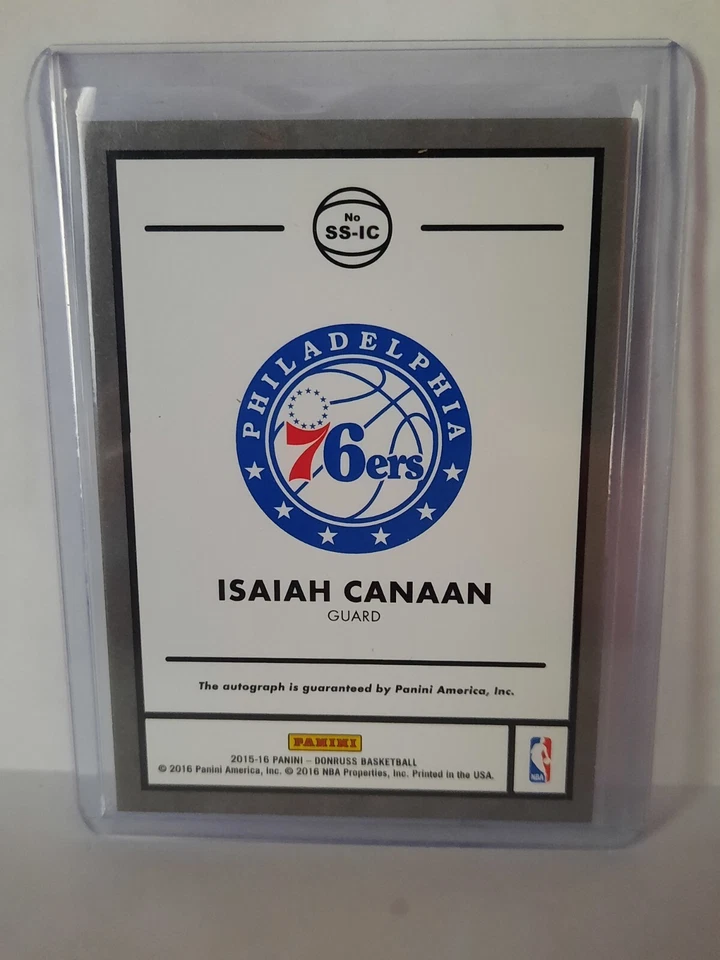 No
SS-IC
PHILADELPHIA
76ers
ISAIAH CANAAN
GUARD
The autograph is guaranteed by Panini America, Inc.
PANINI
2015-16 PANINI – DONRUSS BASKETBALL
© 2016 Panini America, Inc. © 2016 NBA Properties, Inc. Printed in the USA.
NBA